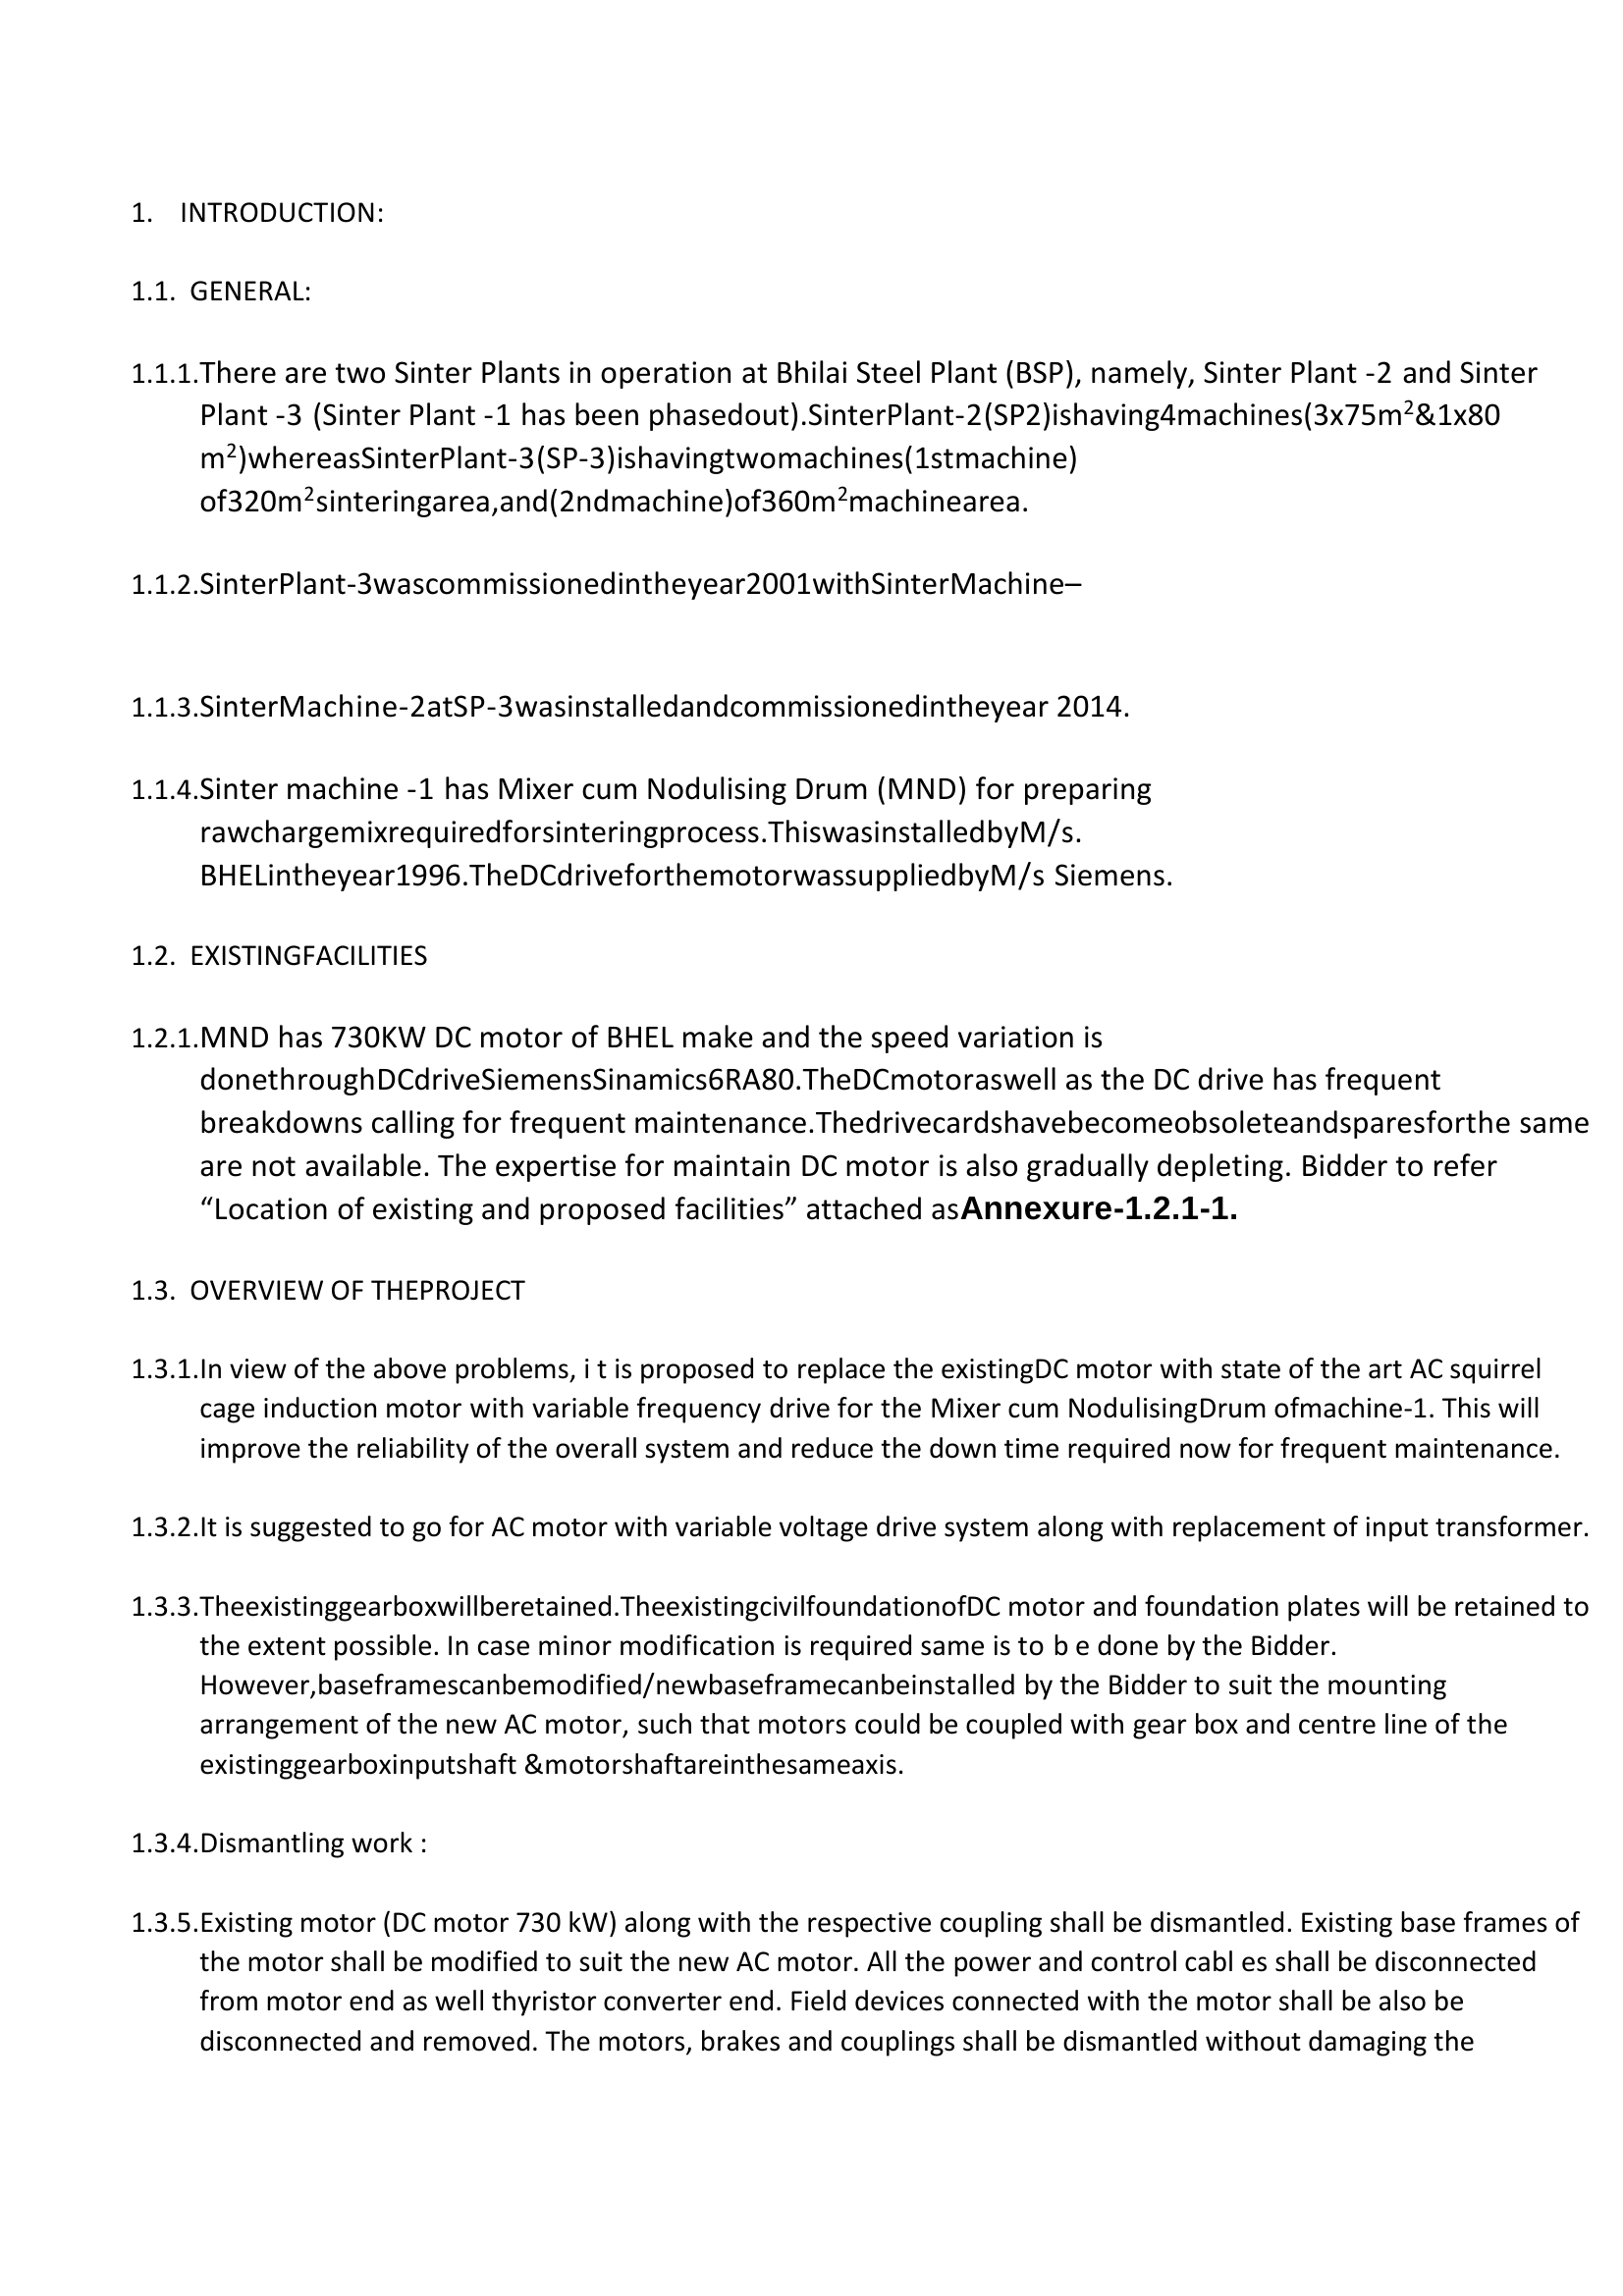 1. INTRODUCTION:
1.1. GENERAL:
1.1.1.There are two Sinter Plants in operation at Bhilai Steel Plant (BSP), namely, Sinter Plant -2 and Sinter
Plant -3 (Sinter Plant -1 has been phasedout).SinterPlant-2(SP2)ishaving4machines(3x75m²&1x80
m²)whereasSinterPlant-3(SP-3)ishavingtwomachines(1stmachine)
of320m²sinteringarea,and(2ndmachine)of360m²machinearea.
1.1.2.SinterPlant-3wascommissionedintheyear2001withSinterMachine–
1.1.3.SinterMachine-2atSP-3wasinstalledandcommissionedintheyear 2014.
1.1.4.Sinter machine -1 has Mixer cum Nodulising Drum (MND) for preparing
rawchargemixrequiredforsinteringprocess.ThiswasinstalledbyM/s.
BHELintheyear1996.TheDCdriveforthemotorwassuppliedbyM/s Siemens.
1.2. EXISTINGFACILITIES
1.2.1.MND has 730KW DC motor of BHEL make and the speed variation is
donethroughDCdriveSiemensSinamics6RA80.TheDCmotoraswell as the DC drive has frequent
breakdowns calling for frequent maintenance.Thedrivecardshavebecomeobsoleteandsparesforthe same
are not available. The expertise for maintain DC motor is also gradually depleting. Bidder to refer
“Location of existing and proposed facilities” attached asAnnexure-1.2.1-1.
1.3. OVERVIEW OF THEPROJECT
1.3.1.In view of the above problems, i t is proposed to replace the existingDC motor with state of the art AC squirrel
cage induction motor with variable frequency drive for the Mixer cum NodulisingDrum ofmachine-1. This will
improve the reliability of the overall system and reduce the down time required now for frequent maintenance.
1.3.2.It is suggested to go for AC motor with variable voltage drive system along with replacement of input transformer.
1.3.3.Theexistinggearboxwillberetained.TheexistingcivilfoundationofDC motor and foundation plates will be retained to
the extent possible. In case minor modification is required same is to b e done by the Bidder.
However,baseframescanbemodified/newbaseframecanbeinstalled by the Bidder to suit the mounting
arrangement of the new AC motor, such that motors could be coupled with gear box and centre line of the
existinggearboxinputshaft &motorshaftareinthesameaxis.
1.3.4.Dismantling work :
1.3.5.Existing motor (DC motor 730 kW) along with the respective coupling shall be dismantled. Existing base frames of
the motor shall be modified to suit the new AC motor. All the power and control cabl es shall be disconnected
from motor end as well thyristor converter end. Field devices connected with the motor shall be also be
disconnected and removed. The motors, brakes and couplings shall be dismantled without damaging the